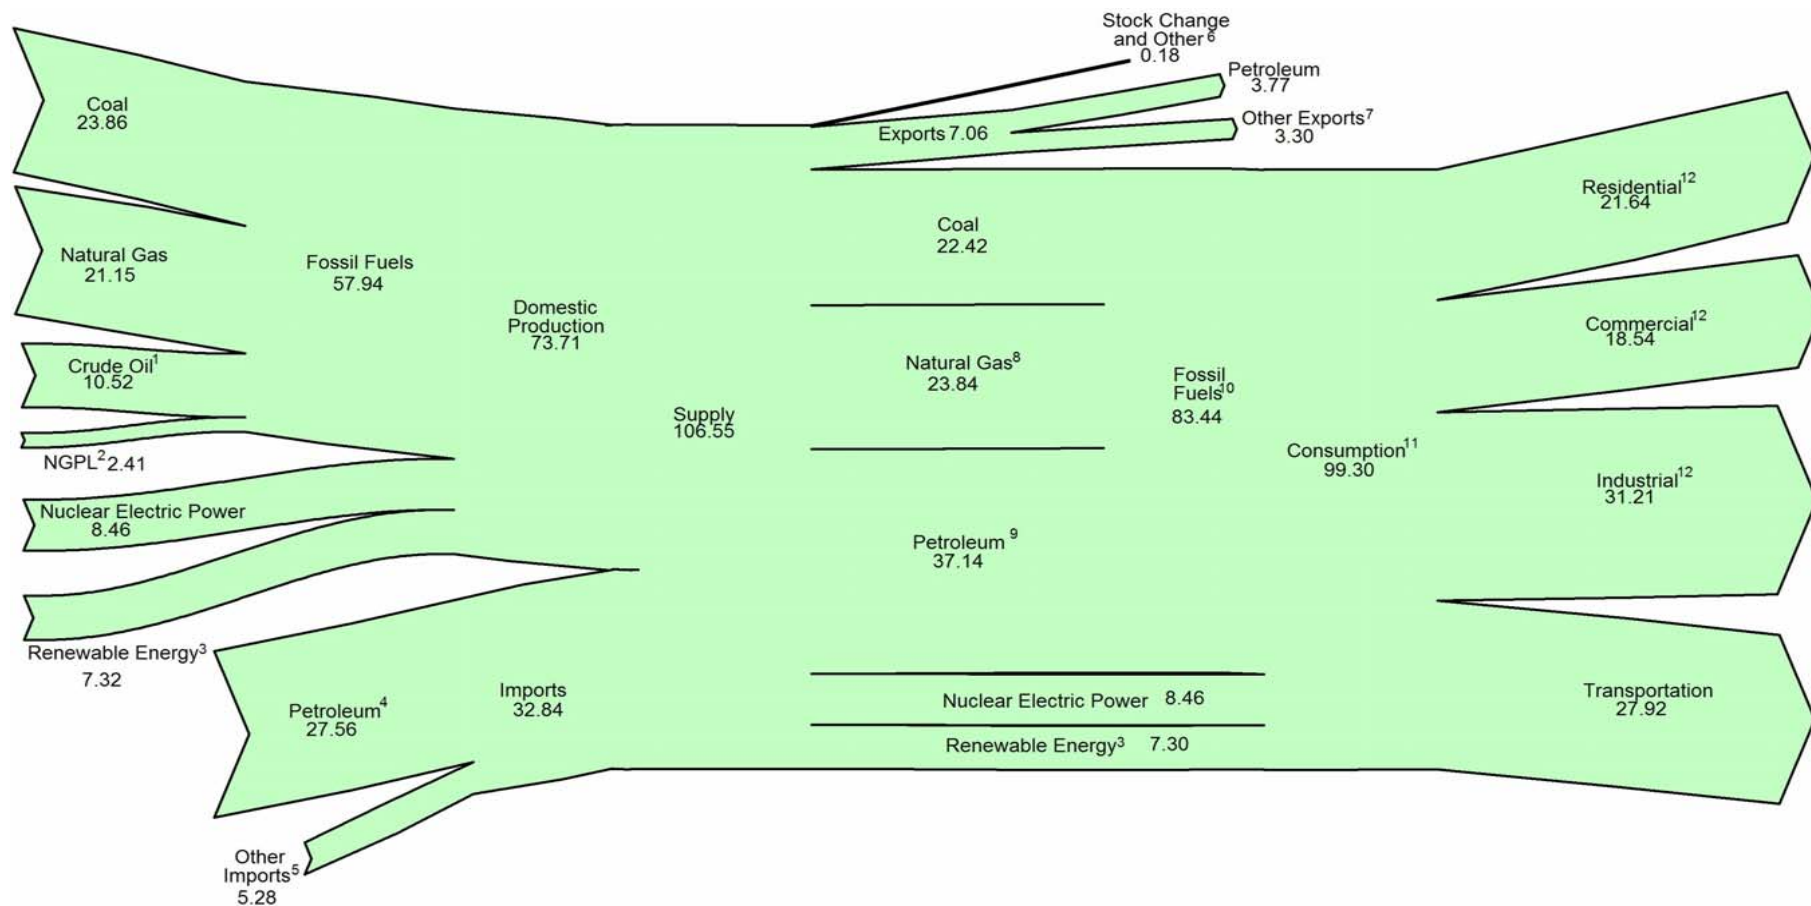 Stock Change
and Other6
0.18
Petroleum
3.77
Other Exports7
3.30
Exports 7.06
Coal
23.86
Natural Gas
21.15
Crude Oil1
10.52
NGPL2 2.41
Nuclear Electric Power
8.46
Renewable Energy3
7.32
Fossil Fuels
57.94
Domestic
Production
73.71
Petroleum4
27.56
Other
Imports5
5.28
Imports
32.84
Supply
106.55
Coal
22.42
Natural Gas8
23.84
Petroleum 9
37.14
Nuclear Electric Power 8.46
Renewable Energy3 7.30
Fossil
Fuels10
83.44
Consumption11
99.30
Residential12
21.64
Commercial12
18.54
Industrial12
31.21
Transportation
27.92